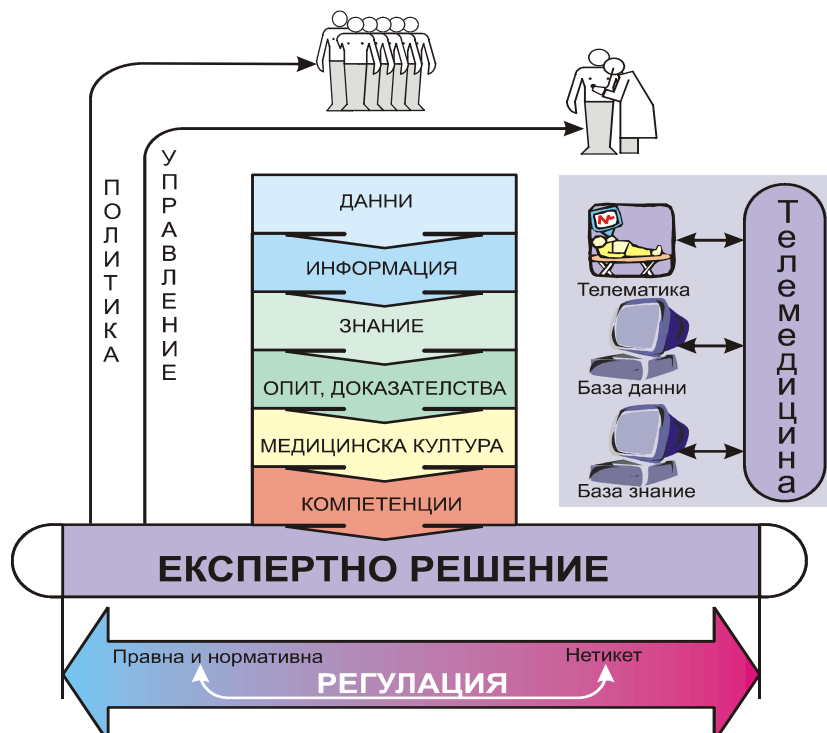 ПОЛИТИКА
УПРАВЛЕНИЕ
ДАННИ
ИНФОРМАЦИЯ
ЗНАНИЕ
ОПИТ, ДОКАЗАТЕЛСТВА
МЕДИЦИНСКА КУЛТУРА
КОМПЕТЕНЦИИ
Телематика
База данни
База знание
Телемедицина
ЕКСПЕРТНО РЕШЕНИЕ
Правна и нормативна
Нетикет
РЕГУЛАЦИЯ